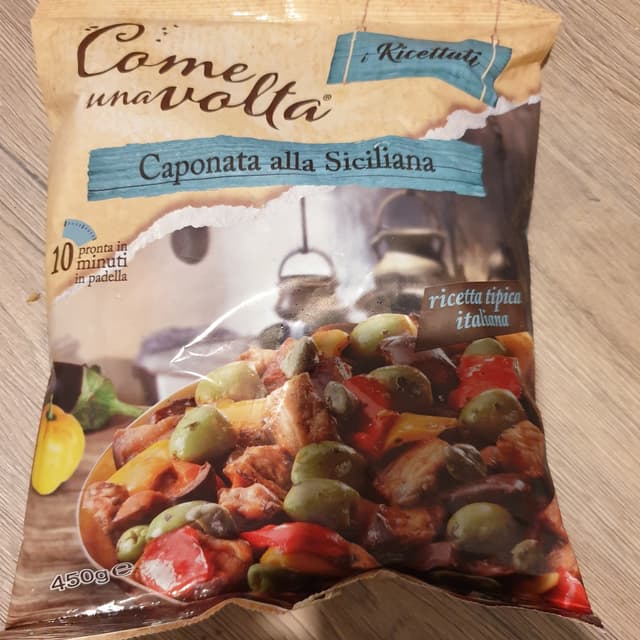 Come
una volta®
i Ricettati
Caponata alla Siciliana
10 pronta in
minuti
in padella
ricetta tipica
italiana
450g e